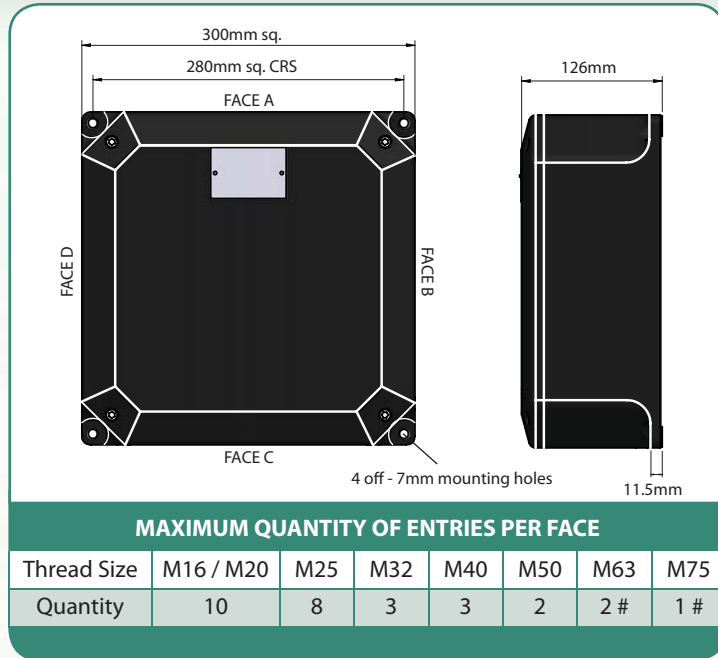 300mm sq.
280mm sq. CRS
126mm
FACE A
FACE D
FACE B
FACE C
4 off - 7mm mounting holes
11.5mm
MAXIMUM QUANTITY OF ENTRIES PER FACE
Thread Size M16 / M20 M25 M32 M40 M50 M63 M75
Quantity 10 8 3 3 2 2 # 1 #